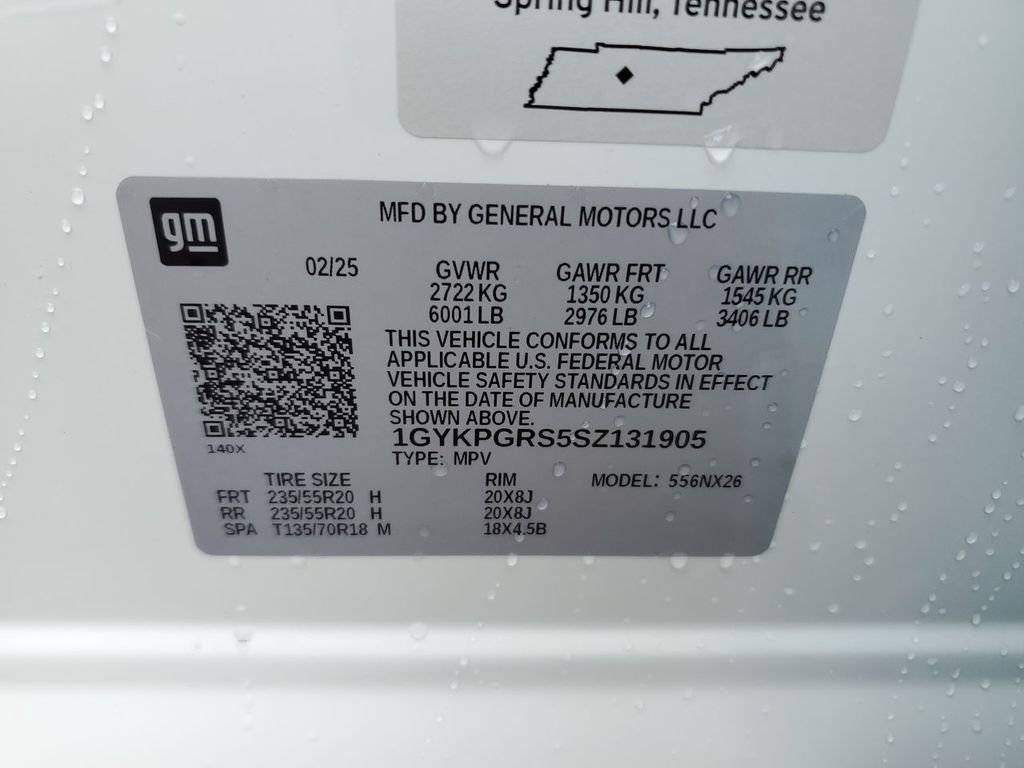 Spring Hill, Tennessee
gm
MFD BY GENERAL MOTORS LLC
02/25 GVWR GAWR FRT GAWR RR
2722 KG 1350 KG 1545 KG
6001 LB 2976 LB 3406 LB
THIS VEHICLE CONFORMS TO ALL
APPLICABLE U.S. FEDERAL MOTOR
VEHICLE SAFETY STANDARDS IN EFFECT
ON THE DATE OF MANUFACTURE
SHOWN ABOVE.
1GYKPGRS5SZ131905
140X
TYPE: MPV
TIRE SIZE RIM MODEL: 556NX26
FRT 235/55R20 H 20X8J
RR 235/55R20 H 20X8J
SPA T135/70R18 M 18X4.5B